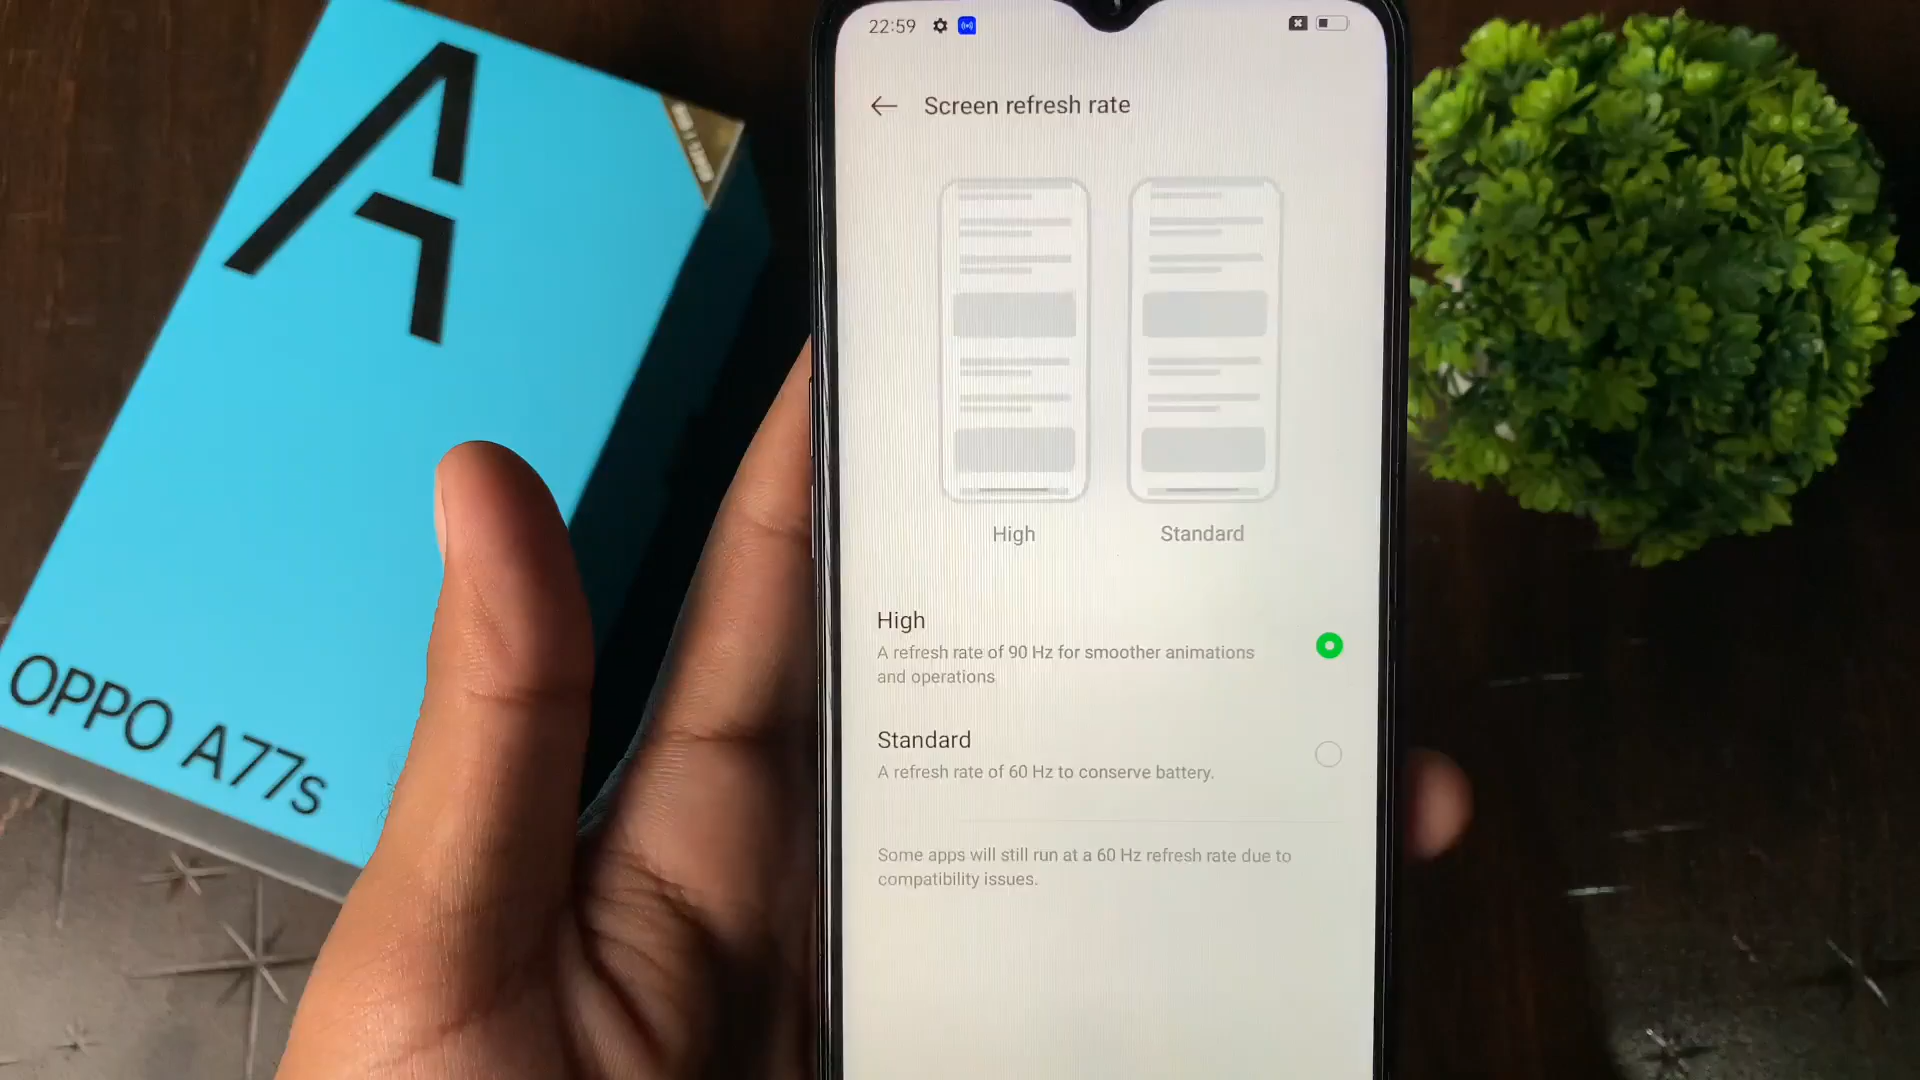 22:59
Screen refresh rate
High
Standard
High
A refresh rate of 90 Hz for smoother animations
and operations
Standard
A refresh rate of 60 Hz to conserve battery.
Some apps will still run at a 60 Hz refresh rate due to
compatibility issues.
A
OPPO A77s